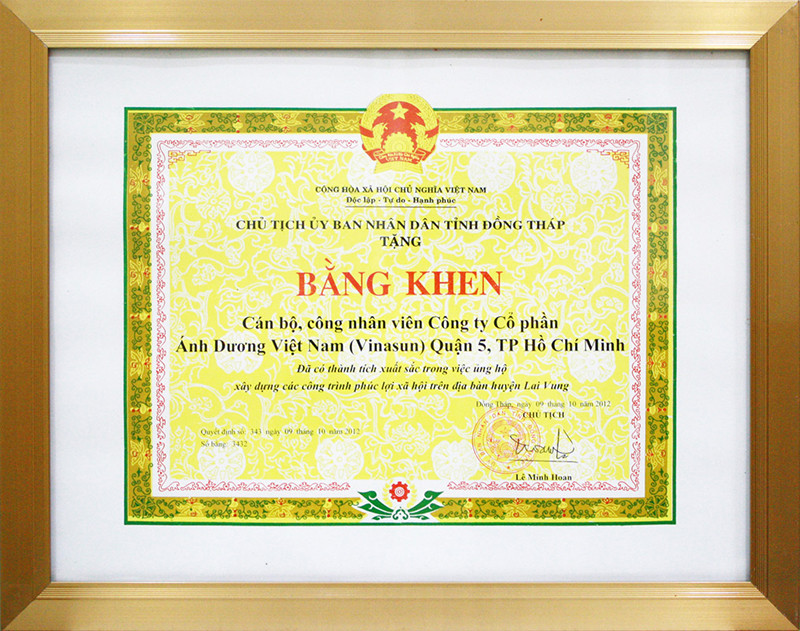 CỘNG HÒA XÃ HỘI CHỦ NGHĨA VIỆT NAM
Độc lập - Tự do - Hạnh phúc
CHỦ TỊCH ỦY BAN NHÂN DÂN TỈNH ĐỒNG THÁP
TẶNG
BẰNG KHEN
Cán bộ, công nhân viên Công ty Cổ phần
Ánh Dương Việt Nam (Vinasun) Quận 5, TP Hồ Chí Minh
Đã có thành tích xuất sắc trong việc ủng hộ
xây dựng các công trình phúc lợi xã hội trên địa bàn huyện Lai Vung
Đồng Tháp, ngày 09 tháng 10 năm 2012
CHỦ TỊCH
Quyết định số: 343 ngày 09 tháng 10 năm 2012
Số bằng: 3432
Lê Minh Hoan